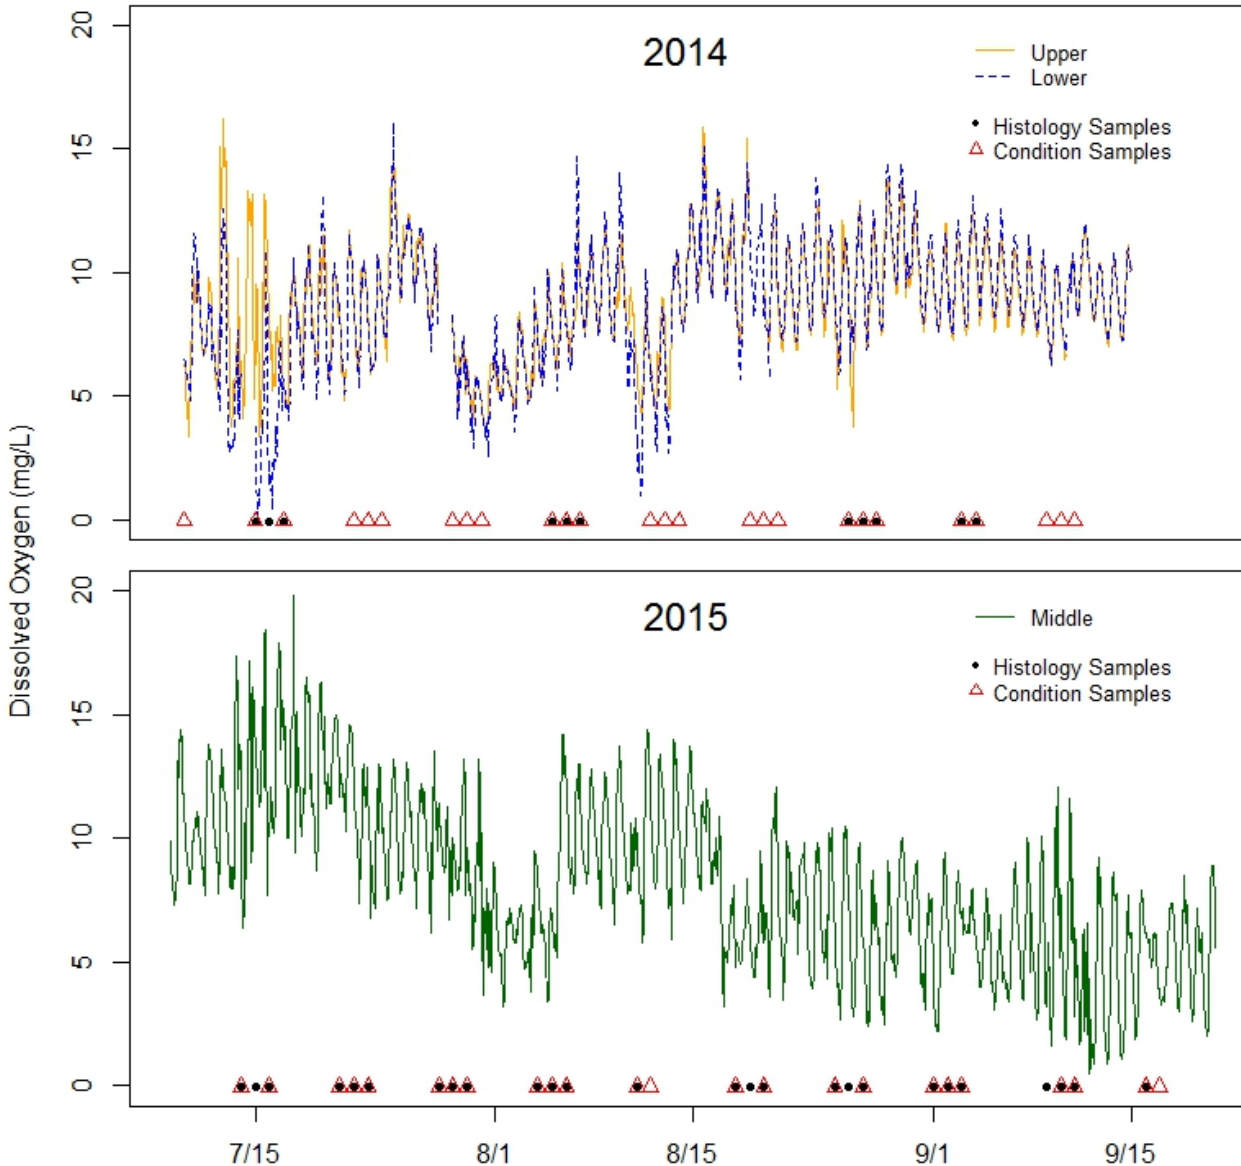 Dissolved Oxygen (mg/L)
2014
Upper
Lower
Histology Samples
Condition Samples
20
15
10
5
0
2015
Middle
Histology Samples
Condition Samples
20
15
10
5
0
7/15 8/1 8/15 9/1 9/15